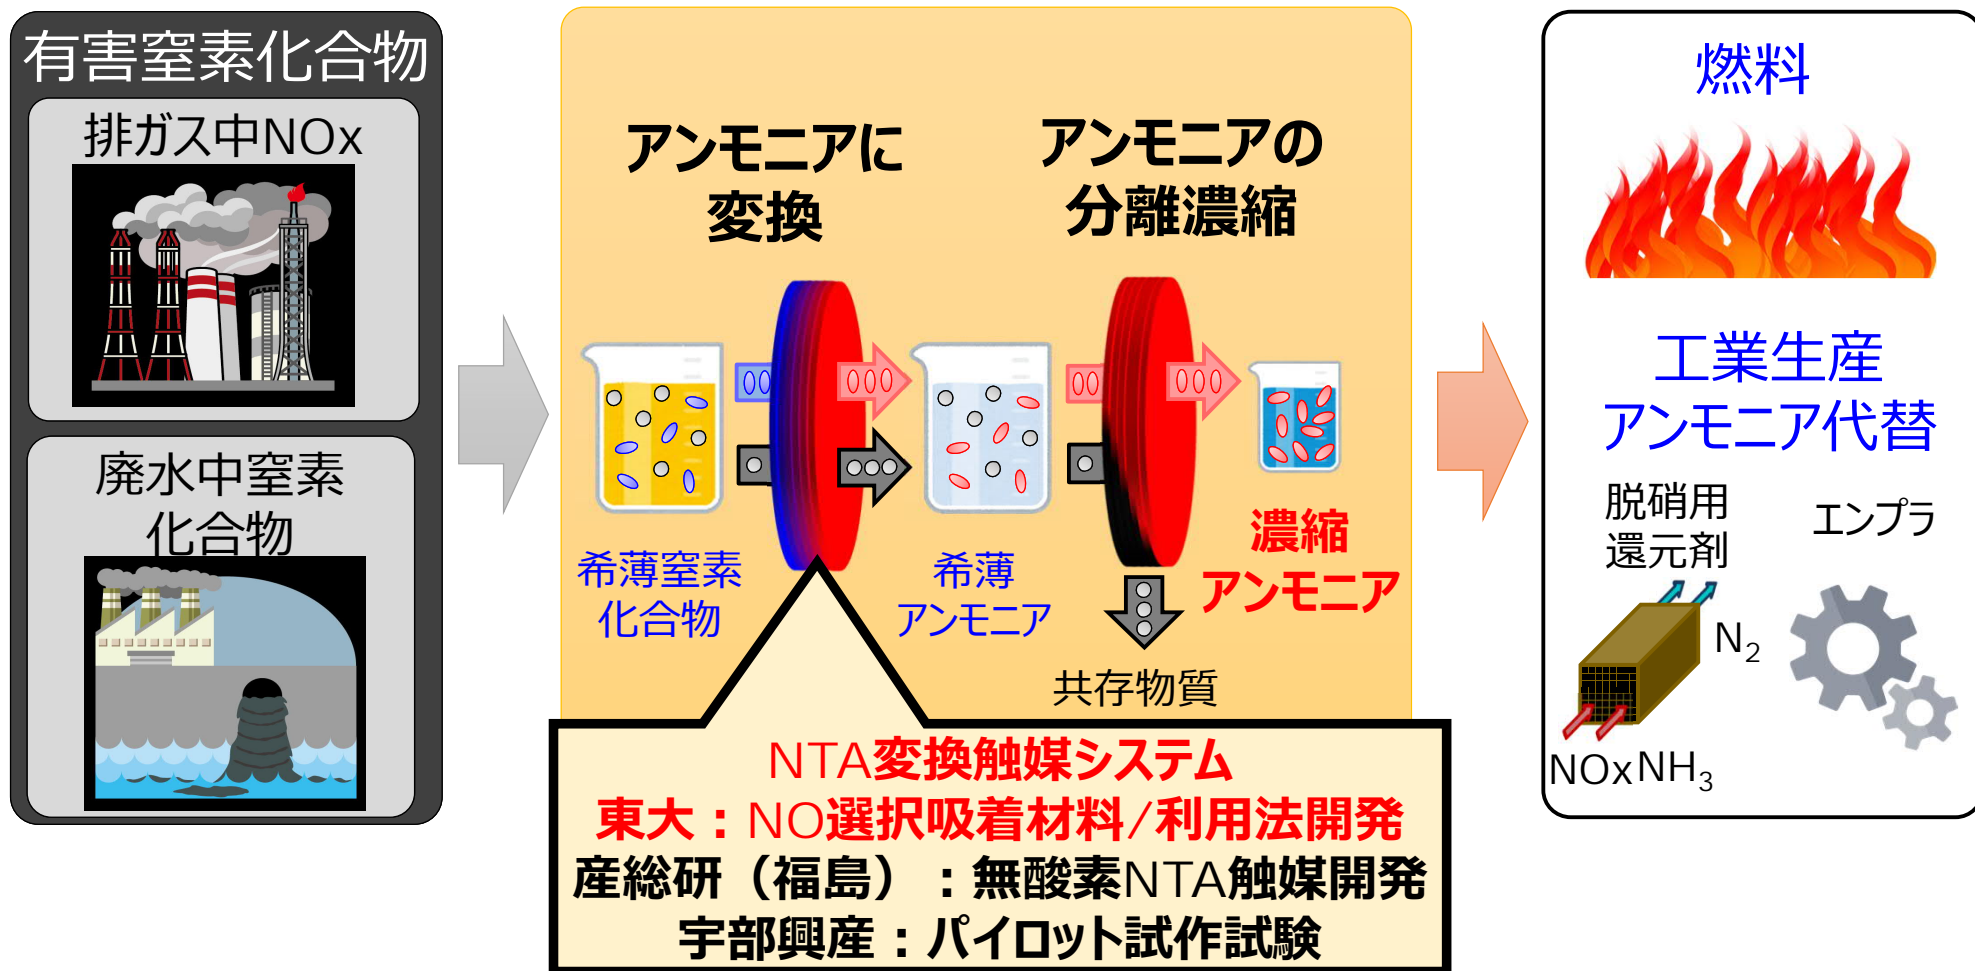 有害窒素化合物
排ガス中NOx
廃水中窒素
化合物
アンモニアに
変換
アンモニアの
分離濃縮
希薄窒素
化合物
希薄
アンモニア
濃縮
アンモニア
共存物質
NTA変換触媒システム
東大：NO選択吸着材料/利用法開発
産総研（福島）：無酸素NTA触媒開発
宇部興産：パイロット試作試験
燃料
工業生産
アンモニア代替
脱硝用
還元剤
エンプラ
N₂
NOx NH₃